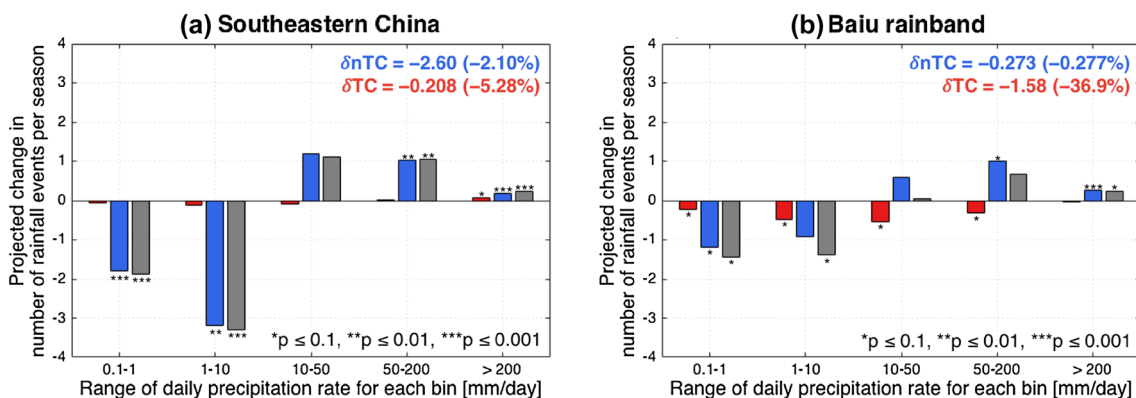 (a) Southeastern China
δnTC = −2.60 (−2.10%)
δTC = −0.208 (−5.28%)
Projected change in
number of rainfall events per season
4
3
2
1
0
-1
-2
-3
-4
***
***
**
***
**
**
*
***
***
*p ≤ 0.1, **p ≤ 0.01, ***p ≤ 0.001
0.1-1 1-10 10-50 50-200 > 200
Range of daily precipitation rate for each bin [mm/day]
(b) Baiu rainband
δnTC = −0.273 (−0.277%)
δTC = −1.58 (−36.9%)
Projected change in
number of rainfall events per season
4
3
2
1
0
-1
-2
-3
-4
*
*
*
*
*
*
*
*
***
*
*p ≤ 0.1, **p ≤ 0.01, ***p ≤ 0.001
0.1-1 1-10 10-50 50-200 > 200
Range of daily precipitation rate for each bin [mm/day]